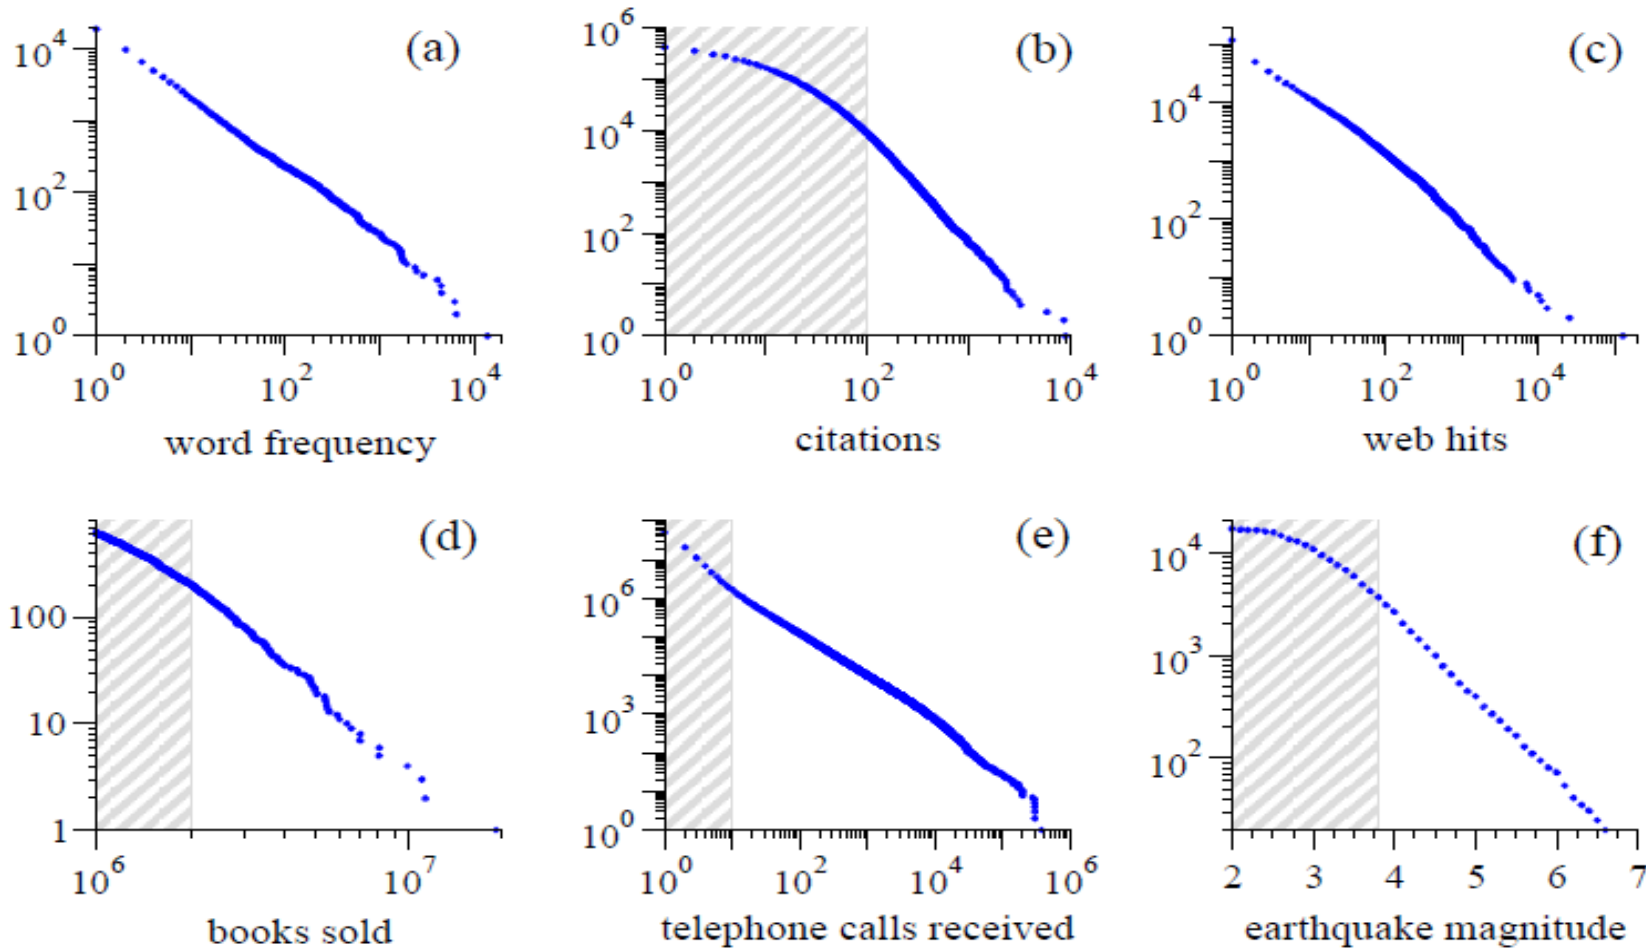 (a)
10^4
10^2
10^0
10^0 10^2 10^4
word frequency
(b)
10^6
10^4
10^2
10^0
10^0 10^2 10^4
citations
(c)
10^4
10^2
10^0
10^0 10^2 10^4
web hits
(d)
100
10
1
10^6 10^7
books sold
(e)
10^6
10^3
10^0
10^0 10^2 10^4 10^6
telephone calls received
(f)
10^4
10^3
10^2
2 3 4 5 6 7
earthquake magnitude